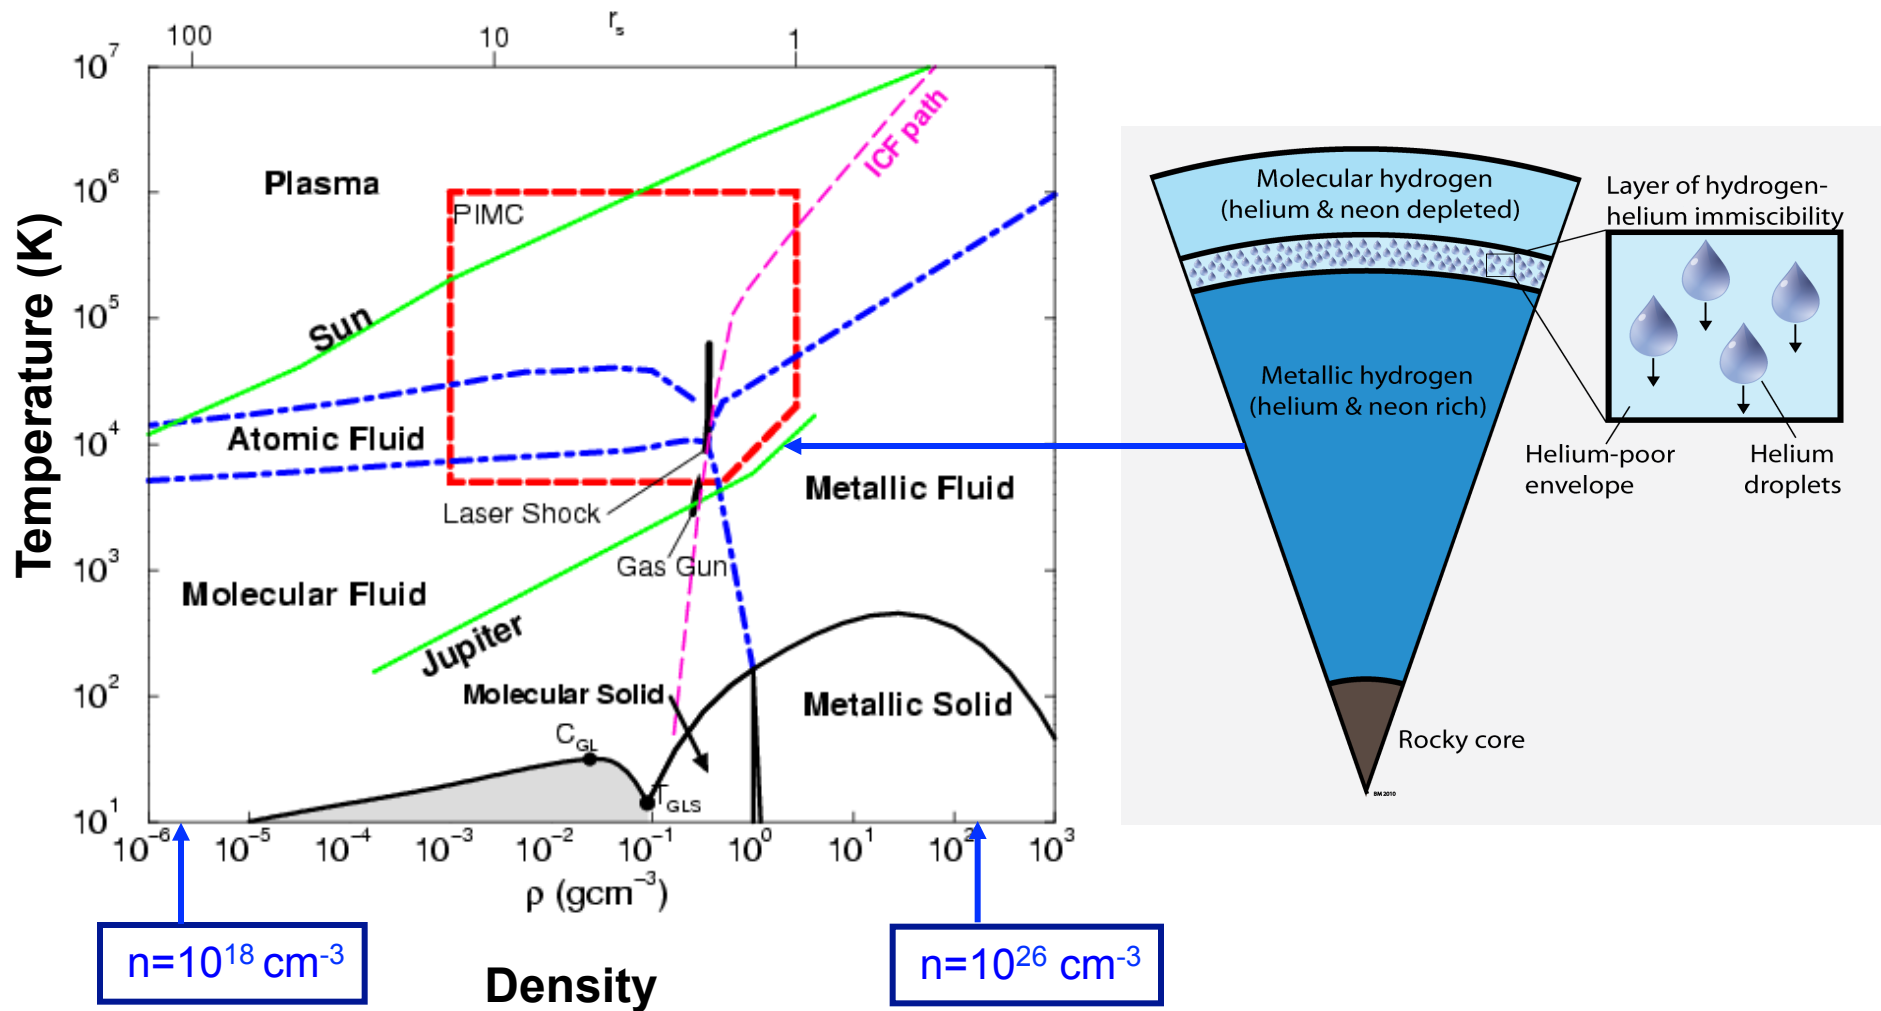 100
10
r_s
1
10^7
10^6
10^5
10^4
10^3
10^2
10^1
Temperature (K)
Plasma
PIMC
ICF path
Sun
Atomic Fluid
Metallic Fluid
Laser Shock
Gas Gun
Molecular Fluid
Jupiter
Molecular Solid
Metallic Solid
C_GL
T_GLS
10^-6
10^-5
10^-4
10^-3
10^-2
10^-1
10^0
10^1
10^2
10^3
ρ (gcm^-3)
n=10^18 cm^-3
n=10^26 cm^-3
Density
Molecular hydrogen
(helium & neon depleted)
Layer of hydrogen-
helium immiscibility
Metallic hydrogen
(helium & neon rich)
Helium-poor
envelope
Helium
droplets
Rocky core
BM 2010